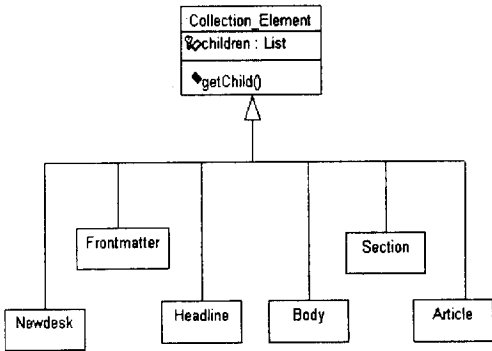 Collection_Element
children : List
getChild()
Frontmatter
Section
Newdesk
Headline
Body
Article